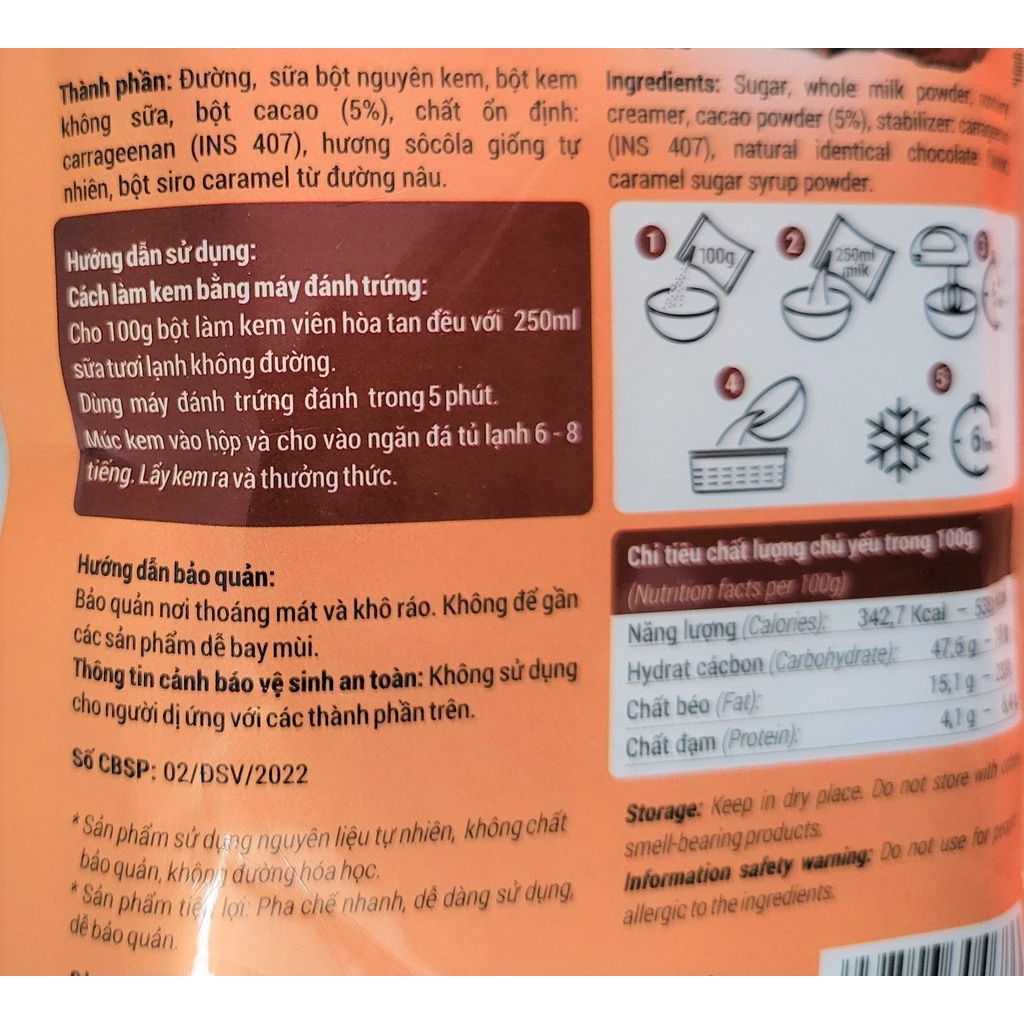 Thành phần: Đường, sữa bột nguyên kem, bột kem
không sữa, bột cacao (5%), chất ổn định:
carrageenan (INS 407), hương sôcôla giống tự
nhiên, bột siro caramel từ đường nâu.
Hướng dẫn sử dụng:
Cách làm kem bằng máy đánh trứng:
Cho 100g bột làm kem viên hòa tan đều với 250ml
sữa tươi lạnh không đường.
Dùng máy đánh trứng đánh trong 5 phút.
Múc kem vào hộp và cho vào ngăn đá tủ lạnh 6 - 8
tiếng. Lấy kem ra và thưởng thức.
Hướng dẫn bảo quản:
Bảo quản nơi thoáng mát và khô ráo. Không để gần
các sản phẩm dễ bay mùi.
Thông tin cảnh báo vệ sinh an toàn: Không sử dụng
cho người dị ứng với các thành phần trên.
Số CBSP: 02/ĐSV/2022
* Sản phẩm sử dụng nguyên liệu tự nhiên, không chất
bảo quản, không đường hóa học.
* Sản phẩm tiện lợi: Pha chế nhanh, dễ dàng sử dụng,
dễ bảo quản.
Ingredients: Sugar, whole milk powder,
creamer, cacao powder (5%), stabilizer:
(INS 407), natural identical chocolate
caramel sugar syrup powder.
1
100g
2
250ml
milk
3
4
5
6
Chỉ tiêu chất lượng chủ yếu trong 100g
(Nutrition facts per 100g)
Năng lượng (Calories): 342,7 Kcal -
Hydrat cácbon (Carbohydrate): 47,6 g -
Chất béo (Fat): 15,1 g -
Chất đạm (Protein): 4,1 g -
Storage: Keep in dry place. Do not store with
smell-bearing products.
Information safety warning: Do not use for
allergic to the ingredients.